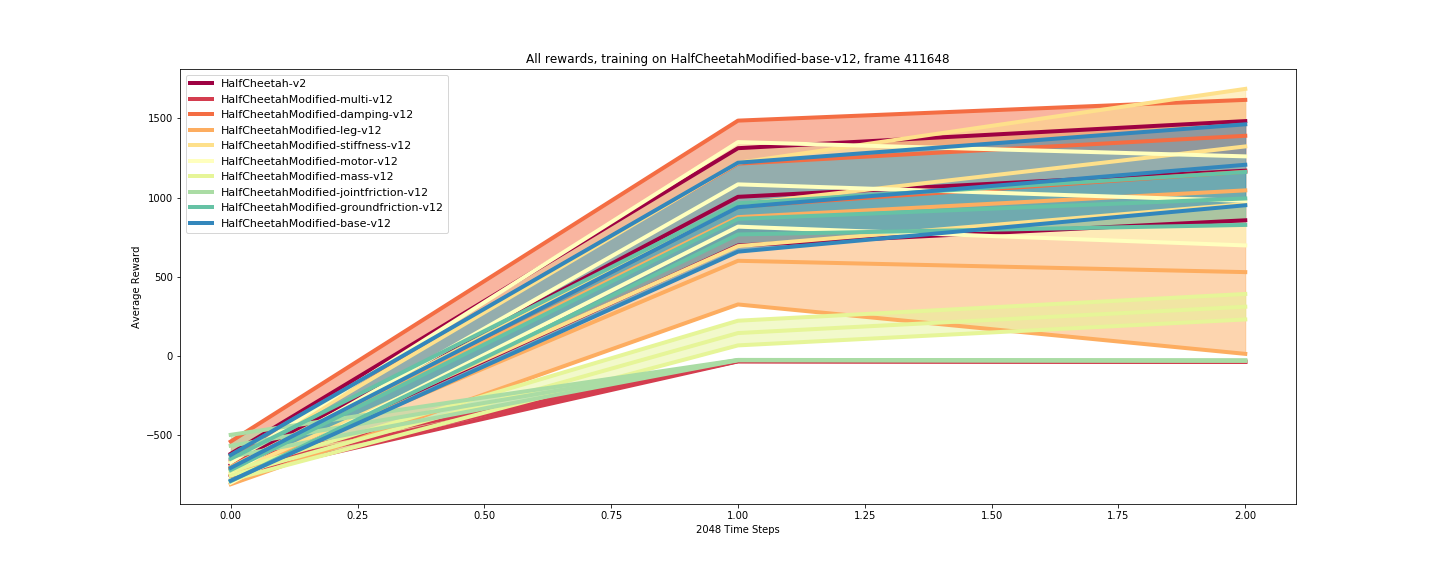 All rewards, training on HalfCheetahModified-base-v12, frame 411648
HalfCheetah-v2
HalfCheetahModified-multi-v12
HalfCheetahModified-damping-v12
HalfCheetahModified-leg-v12
HalfCheetahModified-stiffness-v12
HalfCheetahModified-motor-v12
HalfCheetahModified-mass-v12
HalfCheetahModified-jointfriction-v12
HalfCheetahModified-groundfriction-v12
HalfCheetahModified-base-v12
Average Reward
1500
1000
500
0
−500
0.00 0.25 0.50 0.75 1.00 1.25 1.50 1.75 2.00
2048 Time Steps